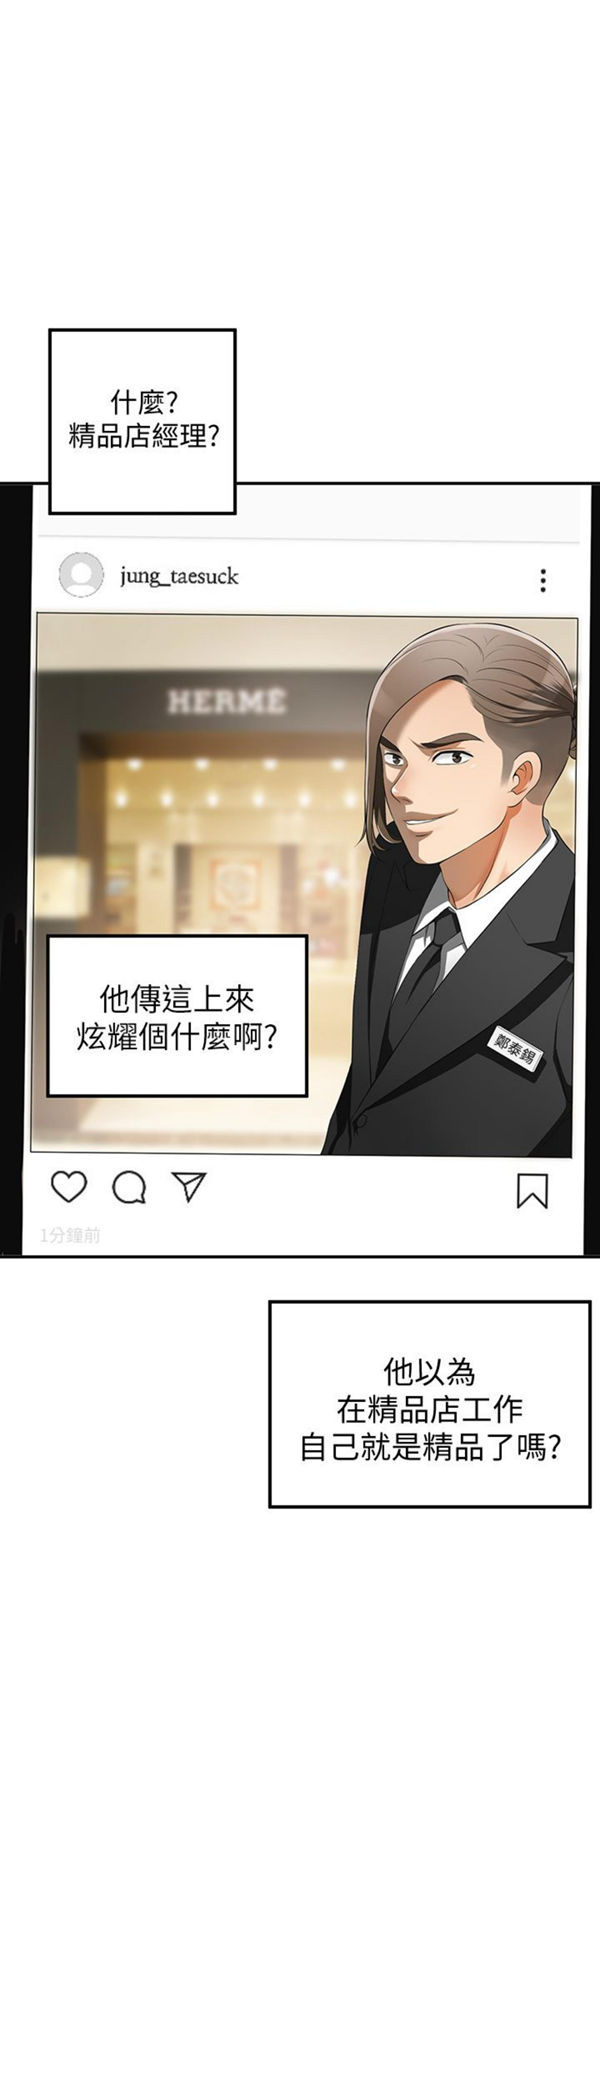 什麼?
精品店經理?
jung_taesuck
HERMÉ
他傳這上來
炫耀個什麼啊?
鄭泰錫
1分鐘前
他以為
在精品店工作
自己就是精品了嗎?